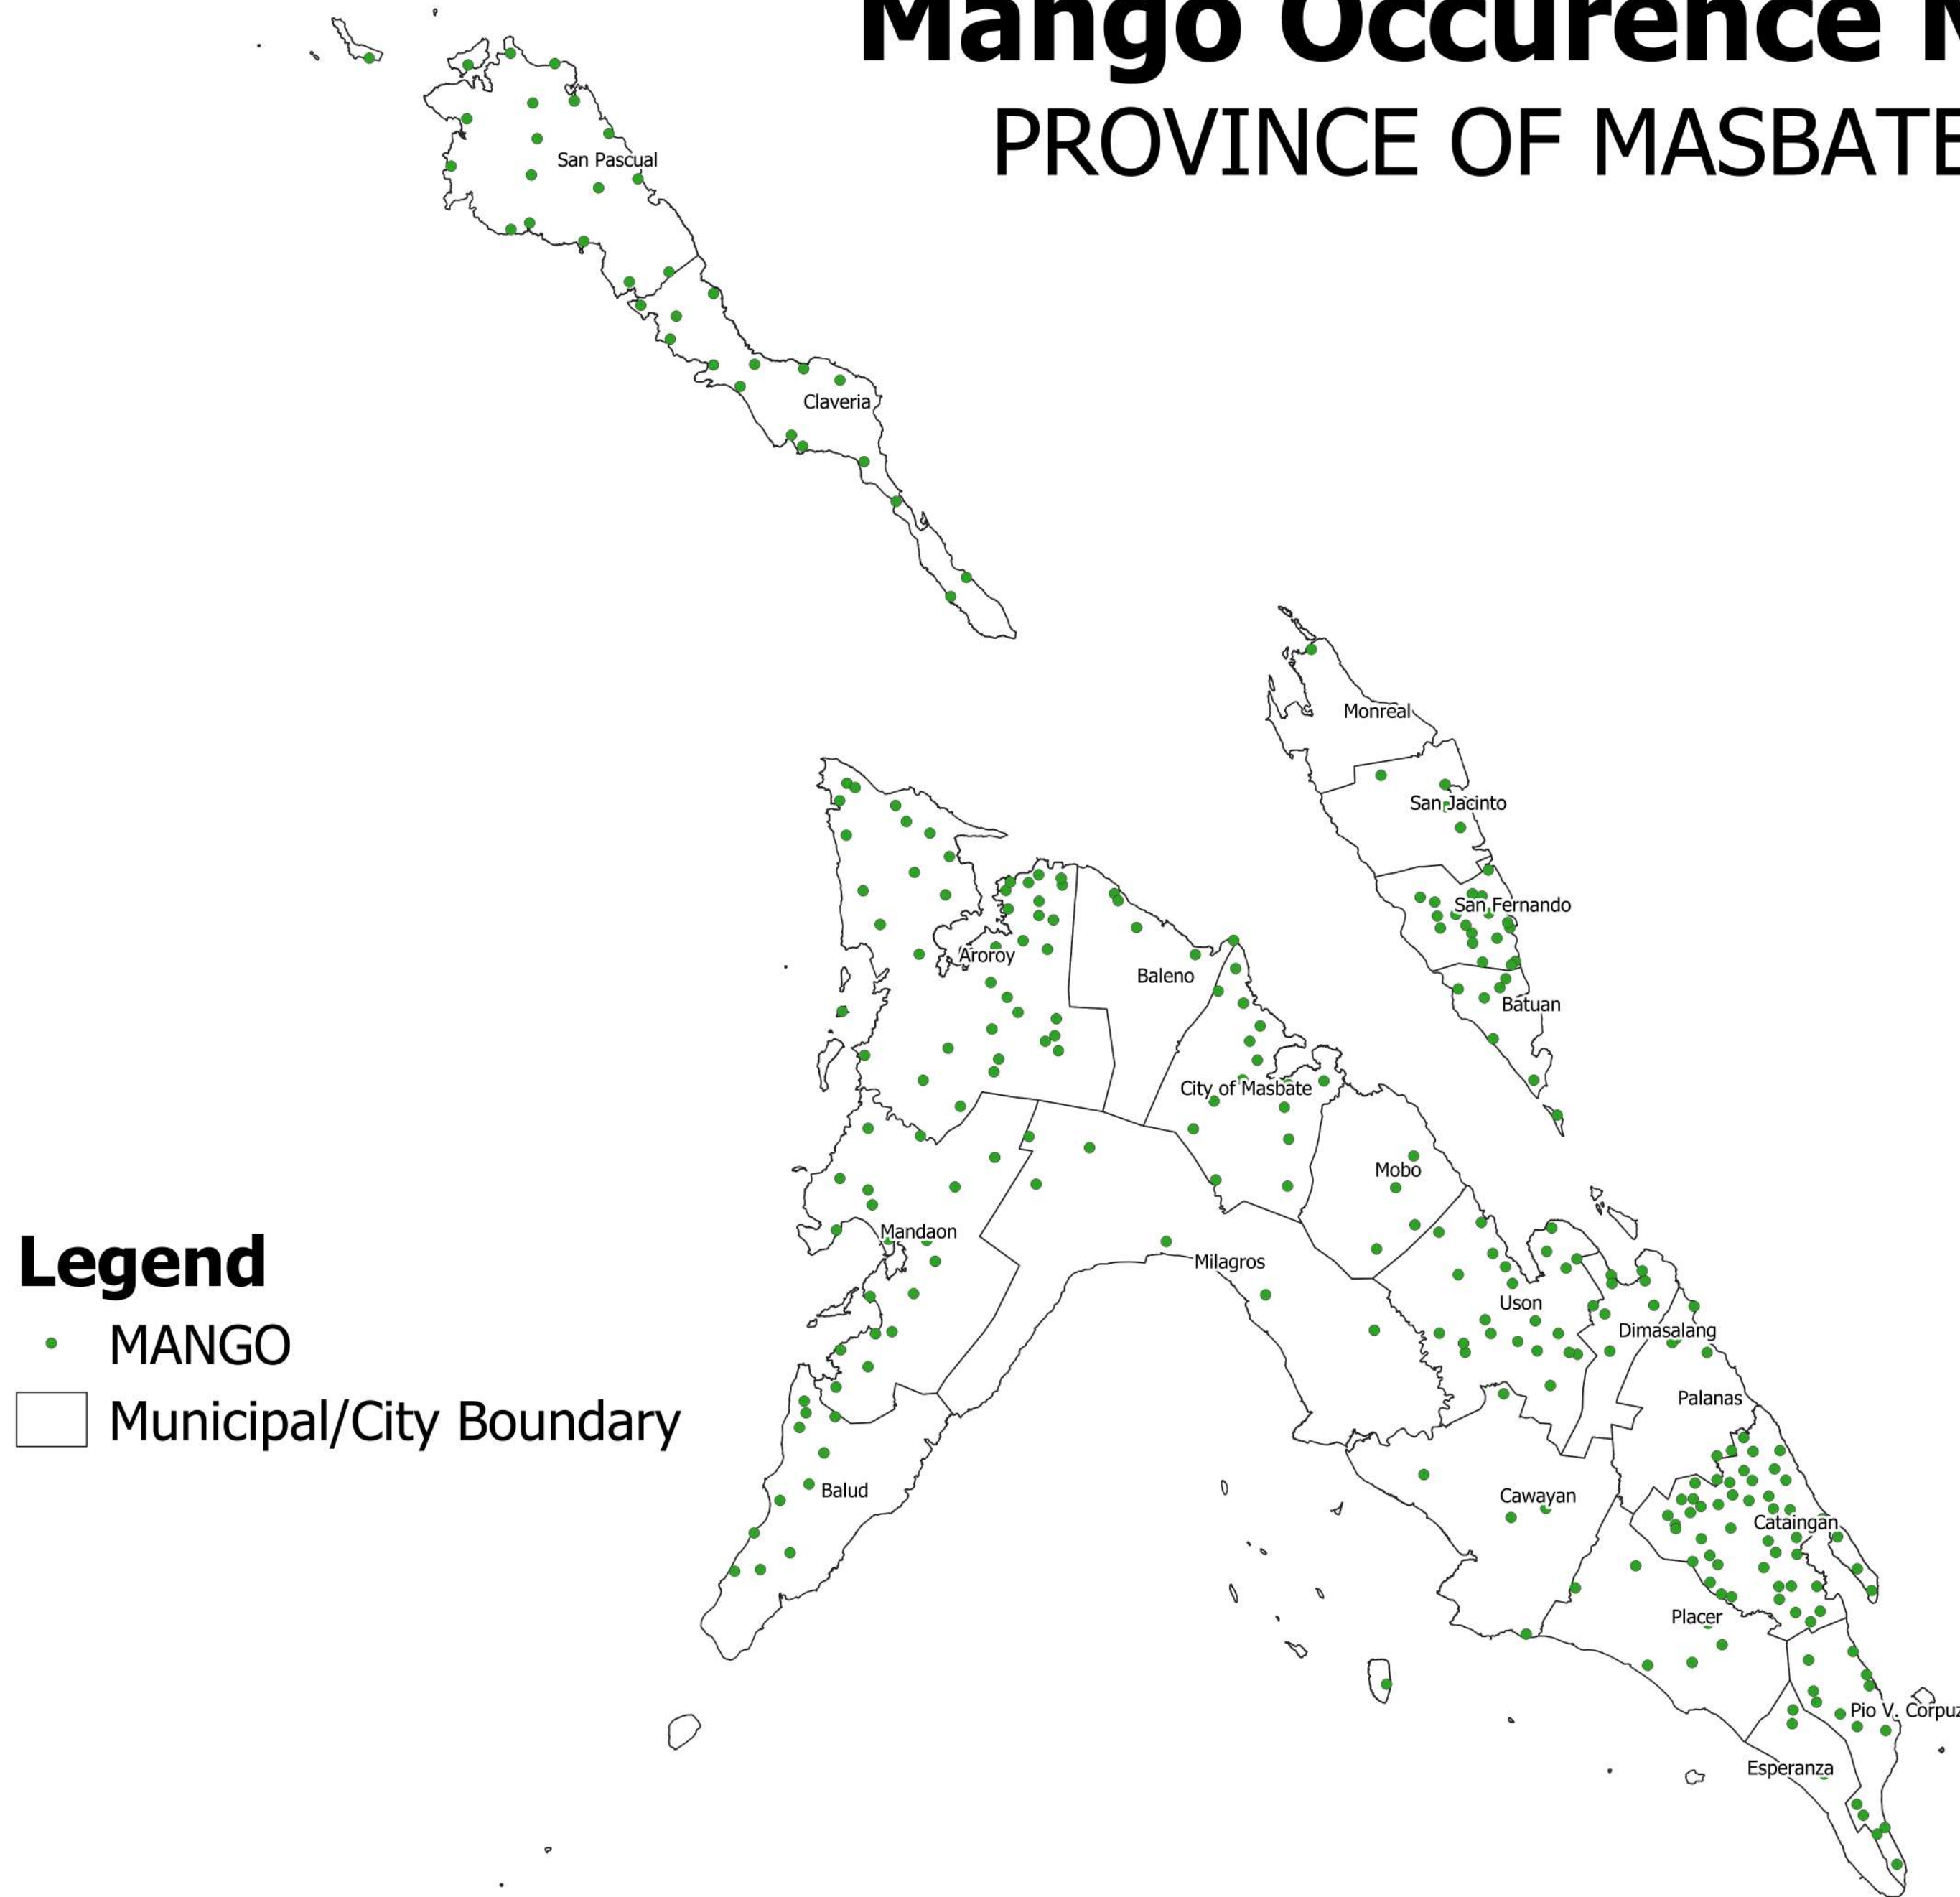 Mango Occurence
PROVINCE OF MASBATE
San Pascual
Claveria
Monreal
San Jacinto
San Fernando
Aroroy
Baleno
Batuan
City of Masbate
Mobo
Mandaon
Milagros
Legend
MANGO
Municipal/City Boundary
Uson
Dimasalang
Palanas
Balud
Cawayan
Cataingan
Placer
Pio V. Corpuz
Esperanza